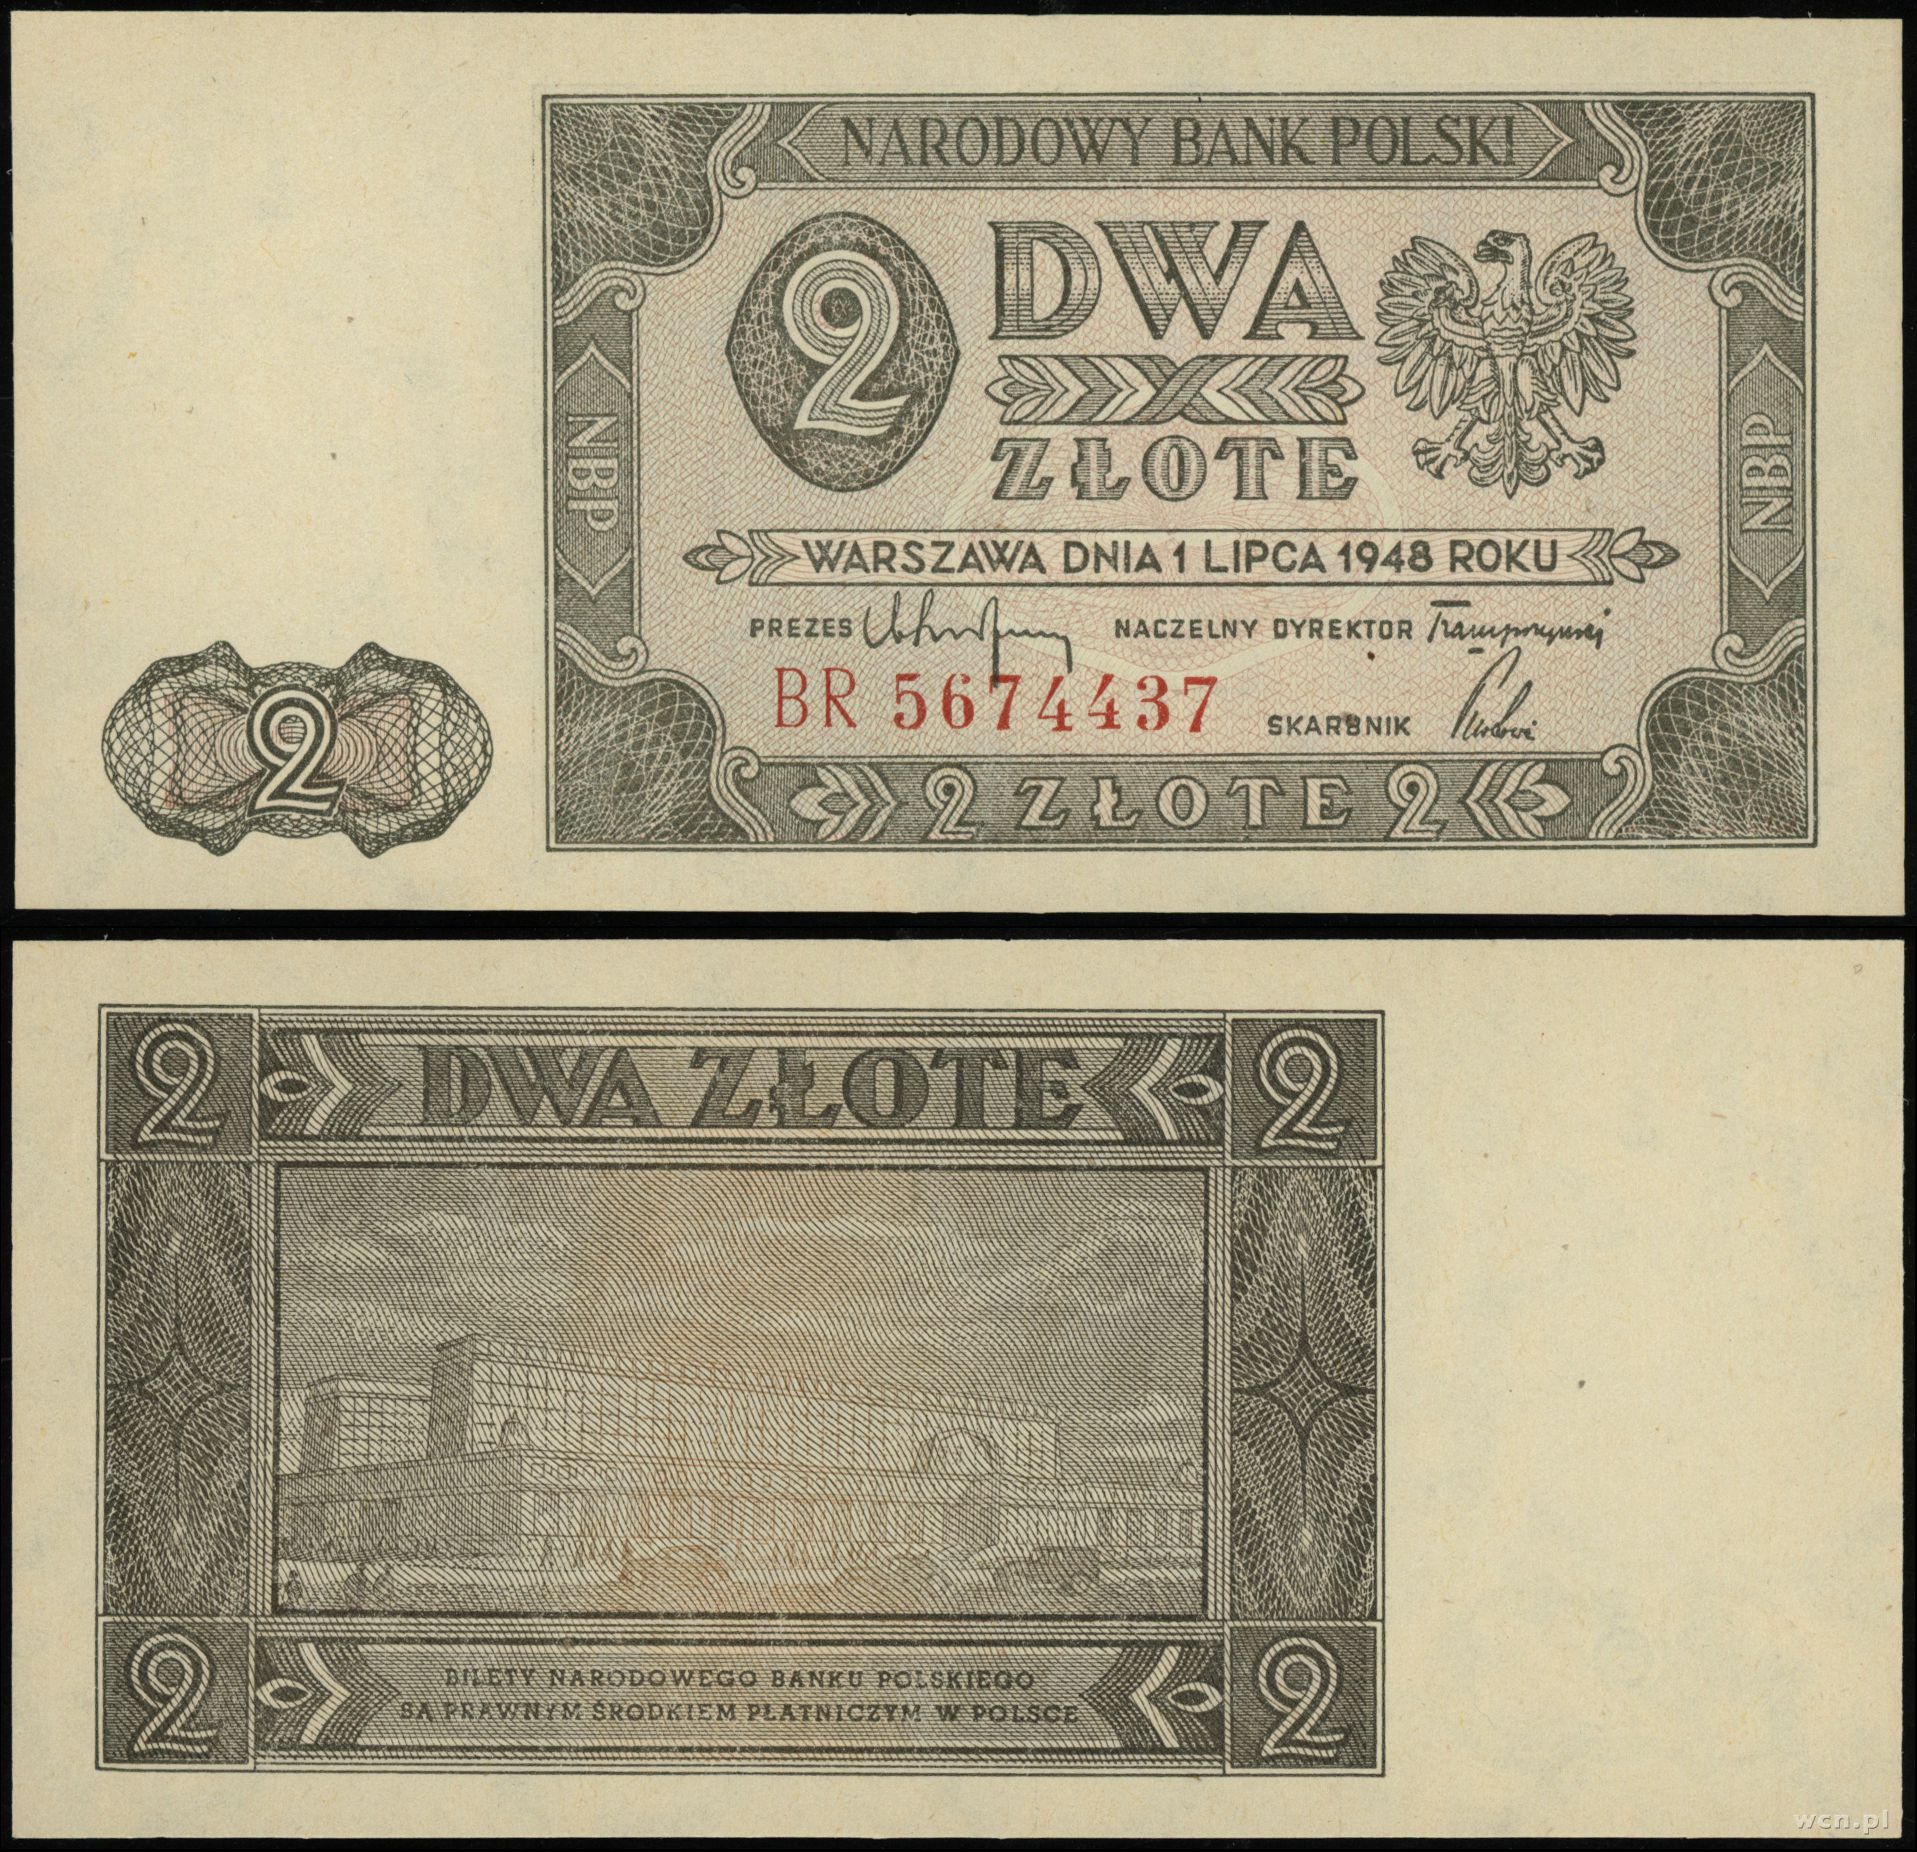 NARODOWY BANK POLSKI
2
DWA
ZŁOTE
NBP
NBP
WARSZAWA DNIA 1 LIPCA 1948 ROKU
PREZES NACZELNY DYREKTOR
BR 5674437 SKARBNIK
2
2 ZŁOTE 2
2 DWA ZŁOTE 2
BILETY NARODOWEGO BANKU POLSKIEGO
SĄ PRAWNYM ŚRODKIEM PŁATNICZYM W POLSCE
2 2
wcn.pl